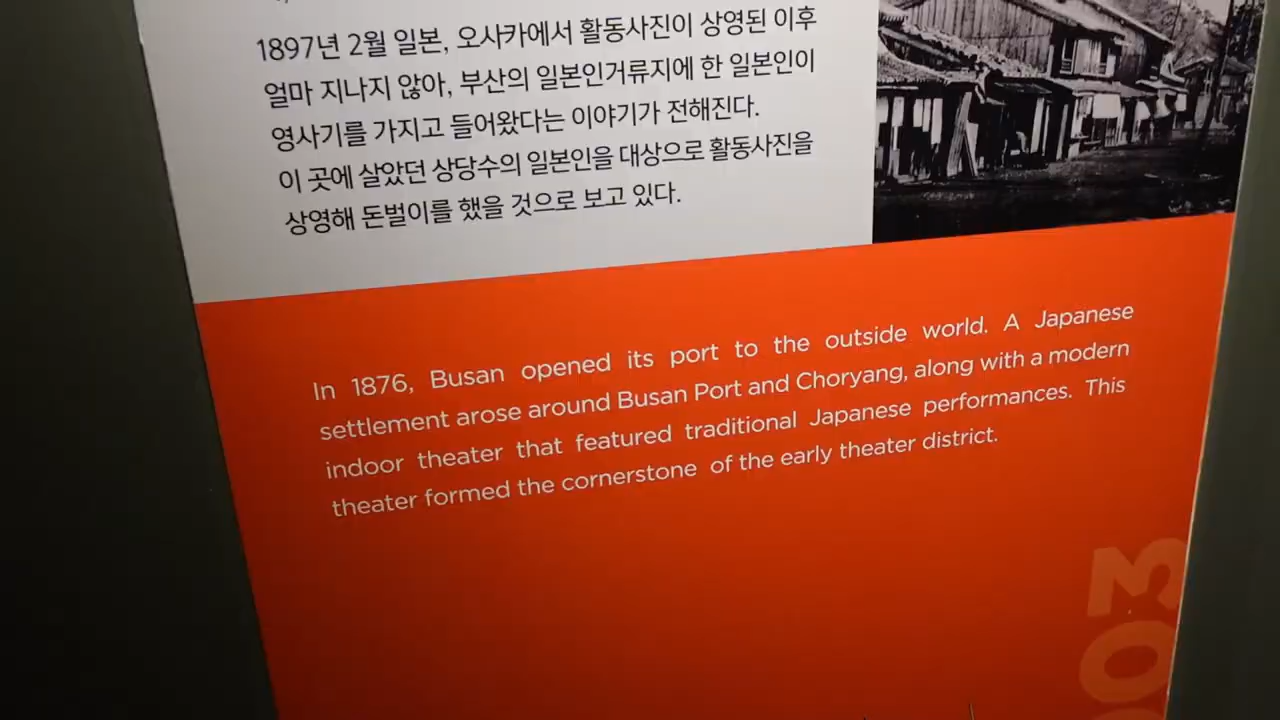 1897년 2월 일본, 오사카에서 활동사진이 상영된 이후
얼마 지나지 않아, 부산의 일본인거류지에 한 일본인이
영사기를 가지고 들어왔다는 이야기가 전해진다.
이 곳에 살았던 상당수의 일본인을 대상으로 활동사진을
상영해 돈벌이를 했을 것으로 보고 있다.
In 1876, Busan opened its port to the outside world. A Japanese
settlement arose around Busan Port and Choryang, along with a modern
indoor theater that featured traditional Japanese performances. This
theater formed the cornerstone of the early theater district.
03